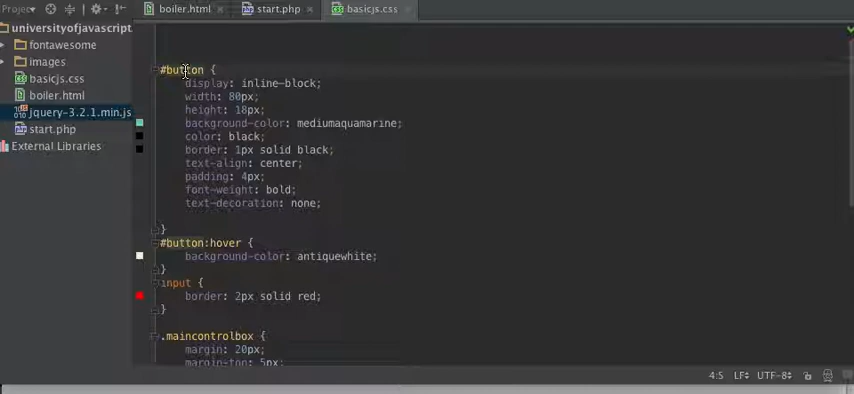 Project
boiler.html
start.php
basicjs.css
universityofjavascript
fontawesome
images
basicjs.css
boiler.html
jquery-3.2.1.min.js
start.php
External Libraries
#button {
display: inline-block;
width: 80px;
height: 18px;
background-color: mediumaquamarine;
color: black;
border: 1px solid black;
text-align: center;
padding: 4px;
font-weight: bold;
text-decoration: none;
}
#button:hover {
background-color: antiquewhite;
}
input {
border: 2px solid red;
}
.maincontrolbox {
margin: 20px;
margin-top: 5px;
4:5 LF UTF-8